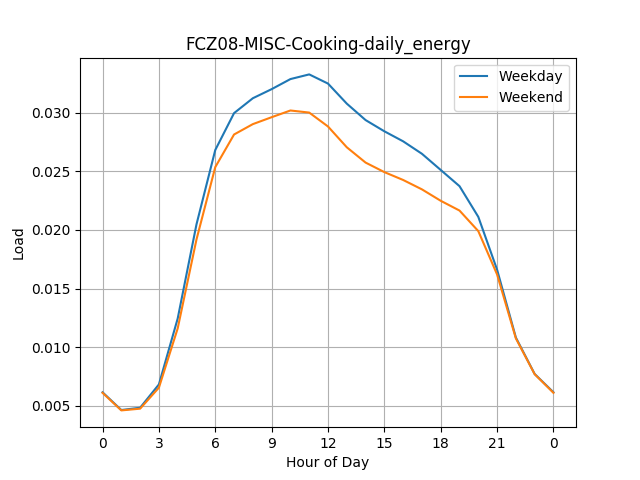 FCZ08-MISC-Cooking-daily_energy
Weekday
Weekend
0.030
0.025
0.020
0.015
0.010
0.005
Load
0 3 6 9 12 15 18 21 0
Hour of Day